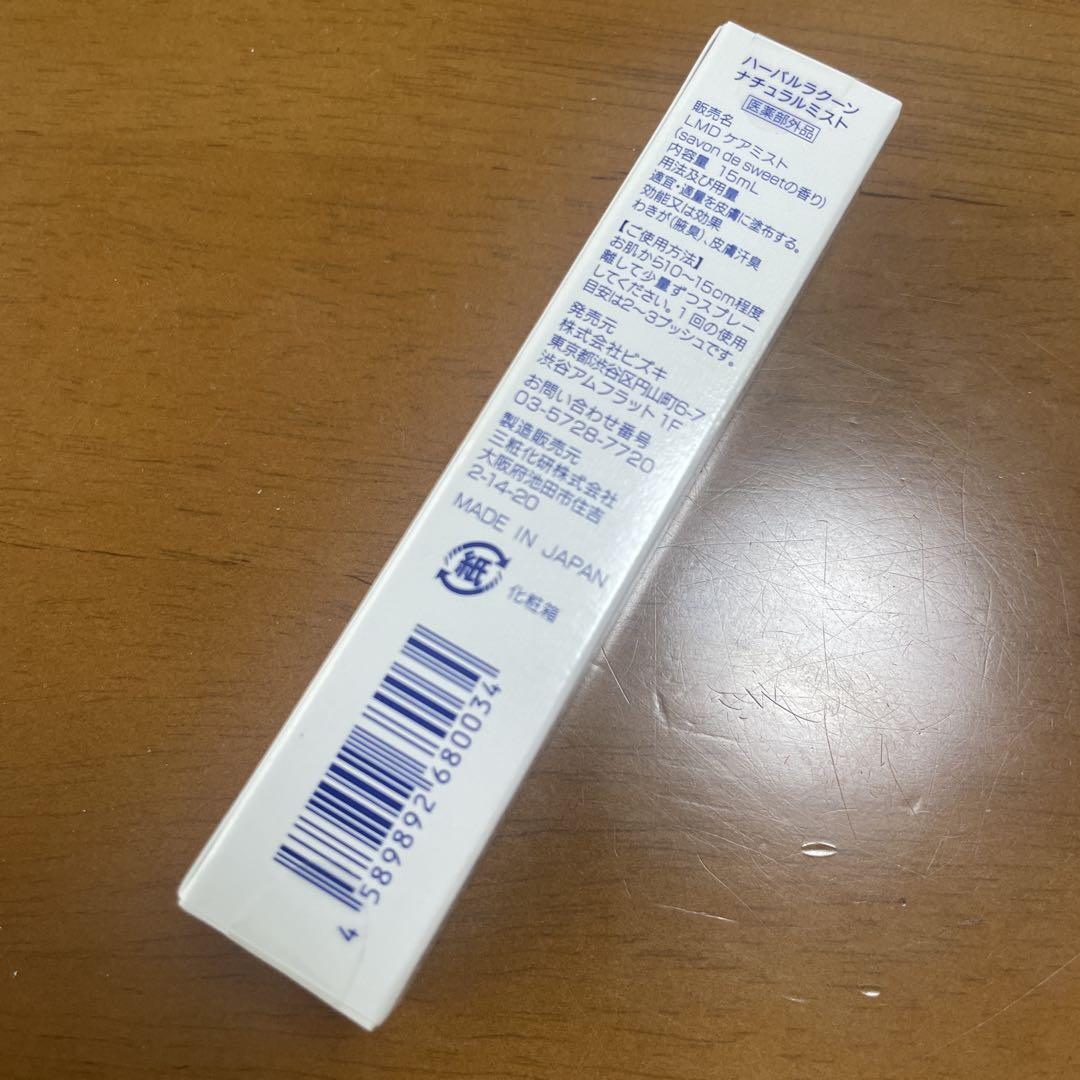 ハーバルラクーン
ナチュラルミスト
医薬部外品
販売名
LMD ケアミスト
(savon de sweetの香り)
内容量 15mL
用法及び用量
適宜・適量を皮膚に塗布する。
効能又は効果
わきが(腋臭)、皮膚汗臭
【ご使用方法】
お肌から10～15cm程度
離して少量ずつスプレー
してください。1回の使用
目安は2～3プッシュです。
発売元
株式会社ビズキ
東京都渋谷区円山町6-7
渋谷アムフラット1F
お問い合わせ番号
03-5728-7720
製造販売元
三粧化研株式会社
大阪府池田市住吉
2-14-20
MADE IN JAPAN
紙 化粧箱
4 589892 680034